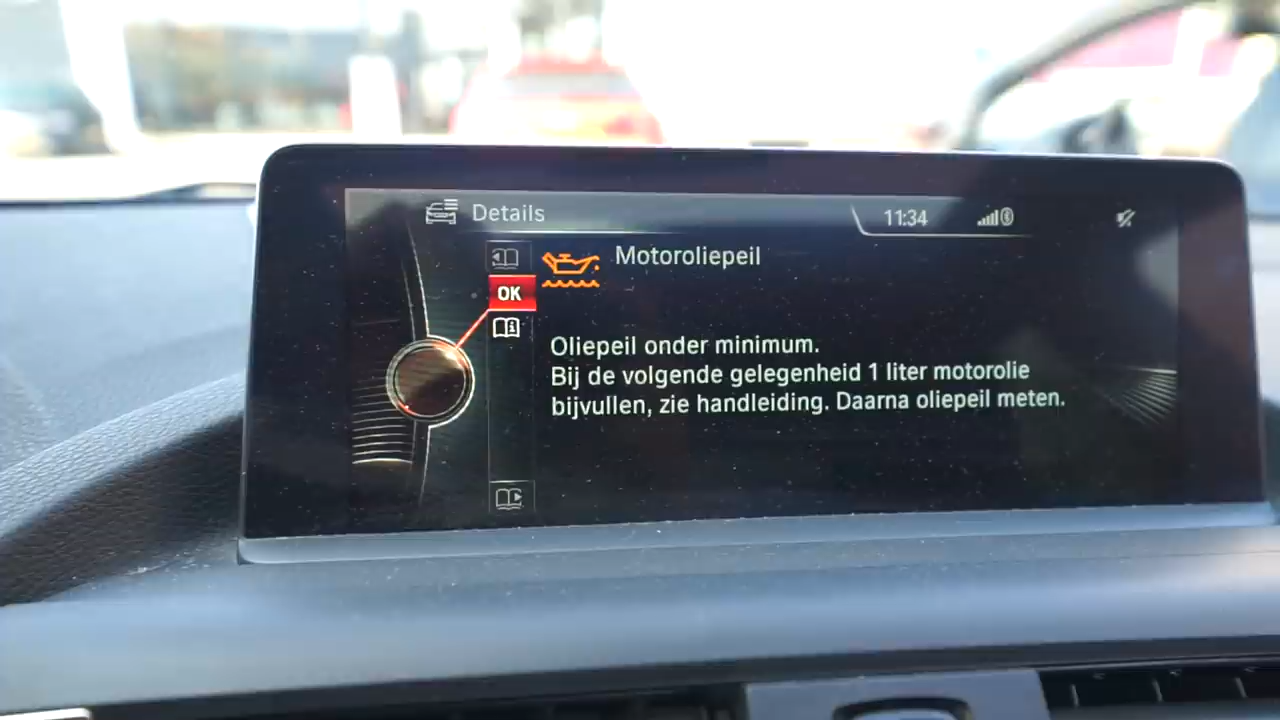 Details
11:34
Motoroliepeil
OK
Oliepeil onder minimum.
Bij de volgende gelegenheid 1 liter motorolie
bijvullen, zie handleiding. Daarna oliepeil meten.